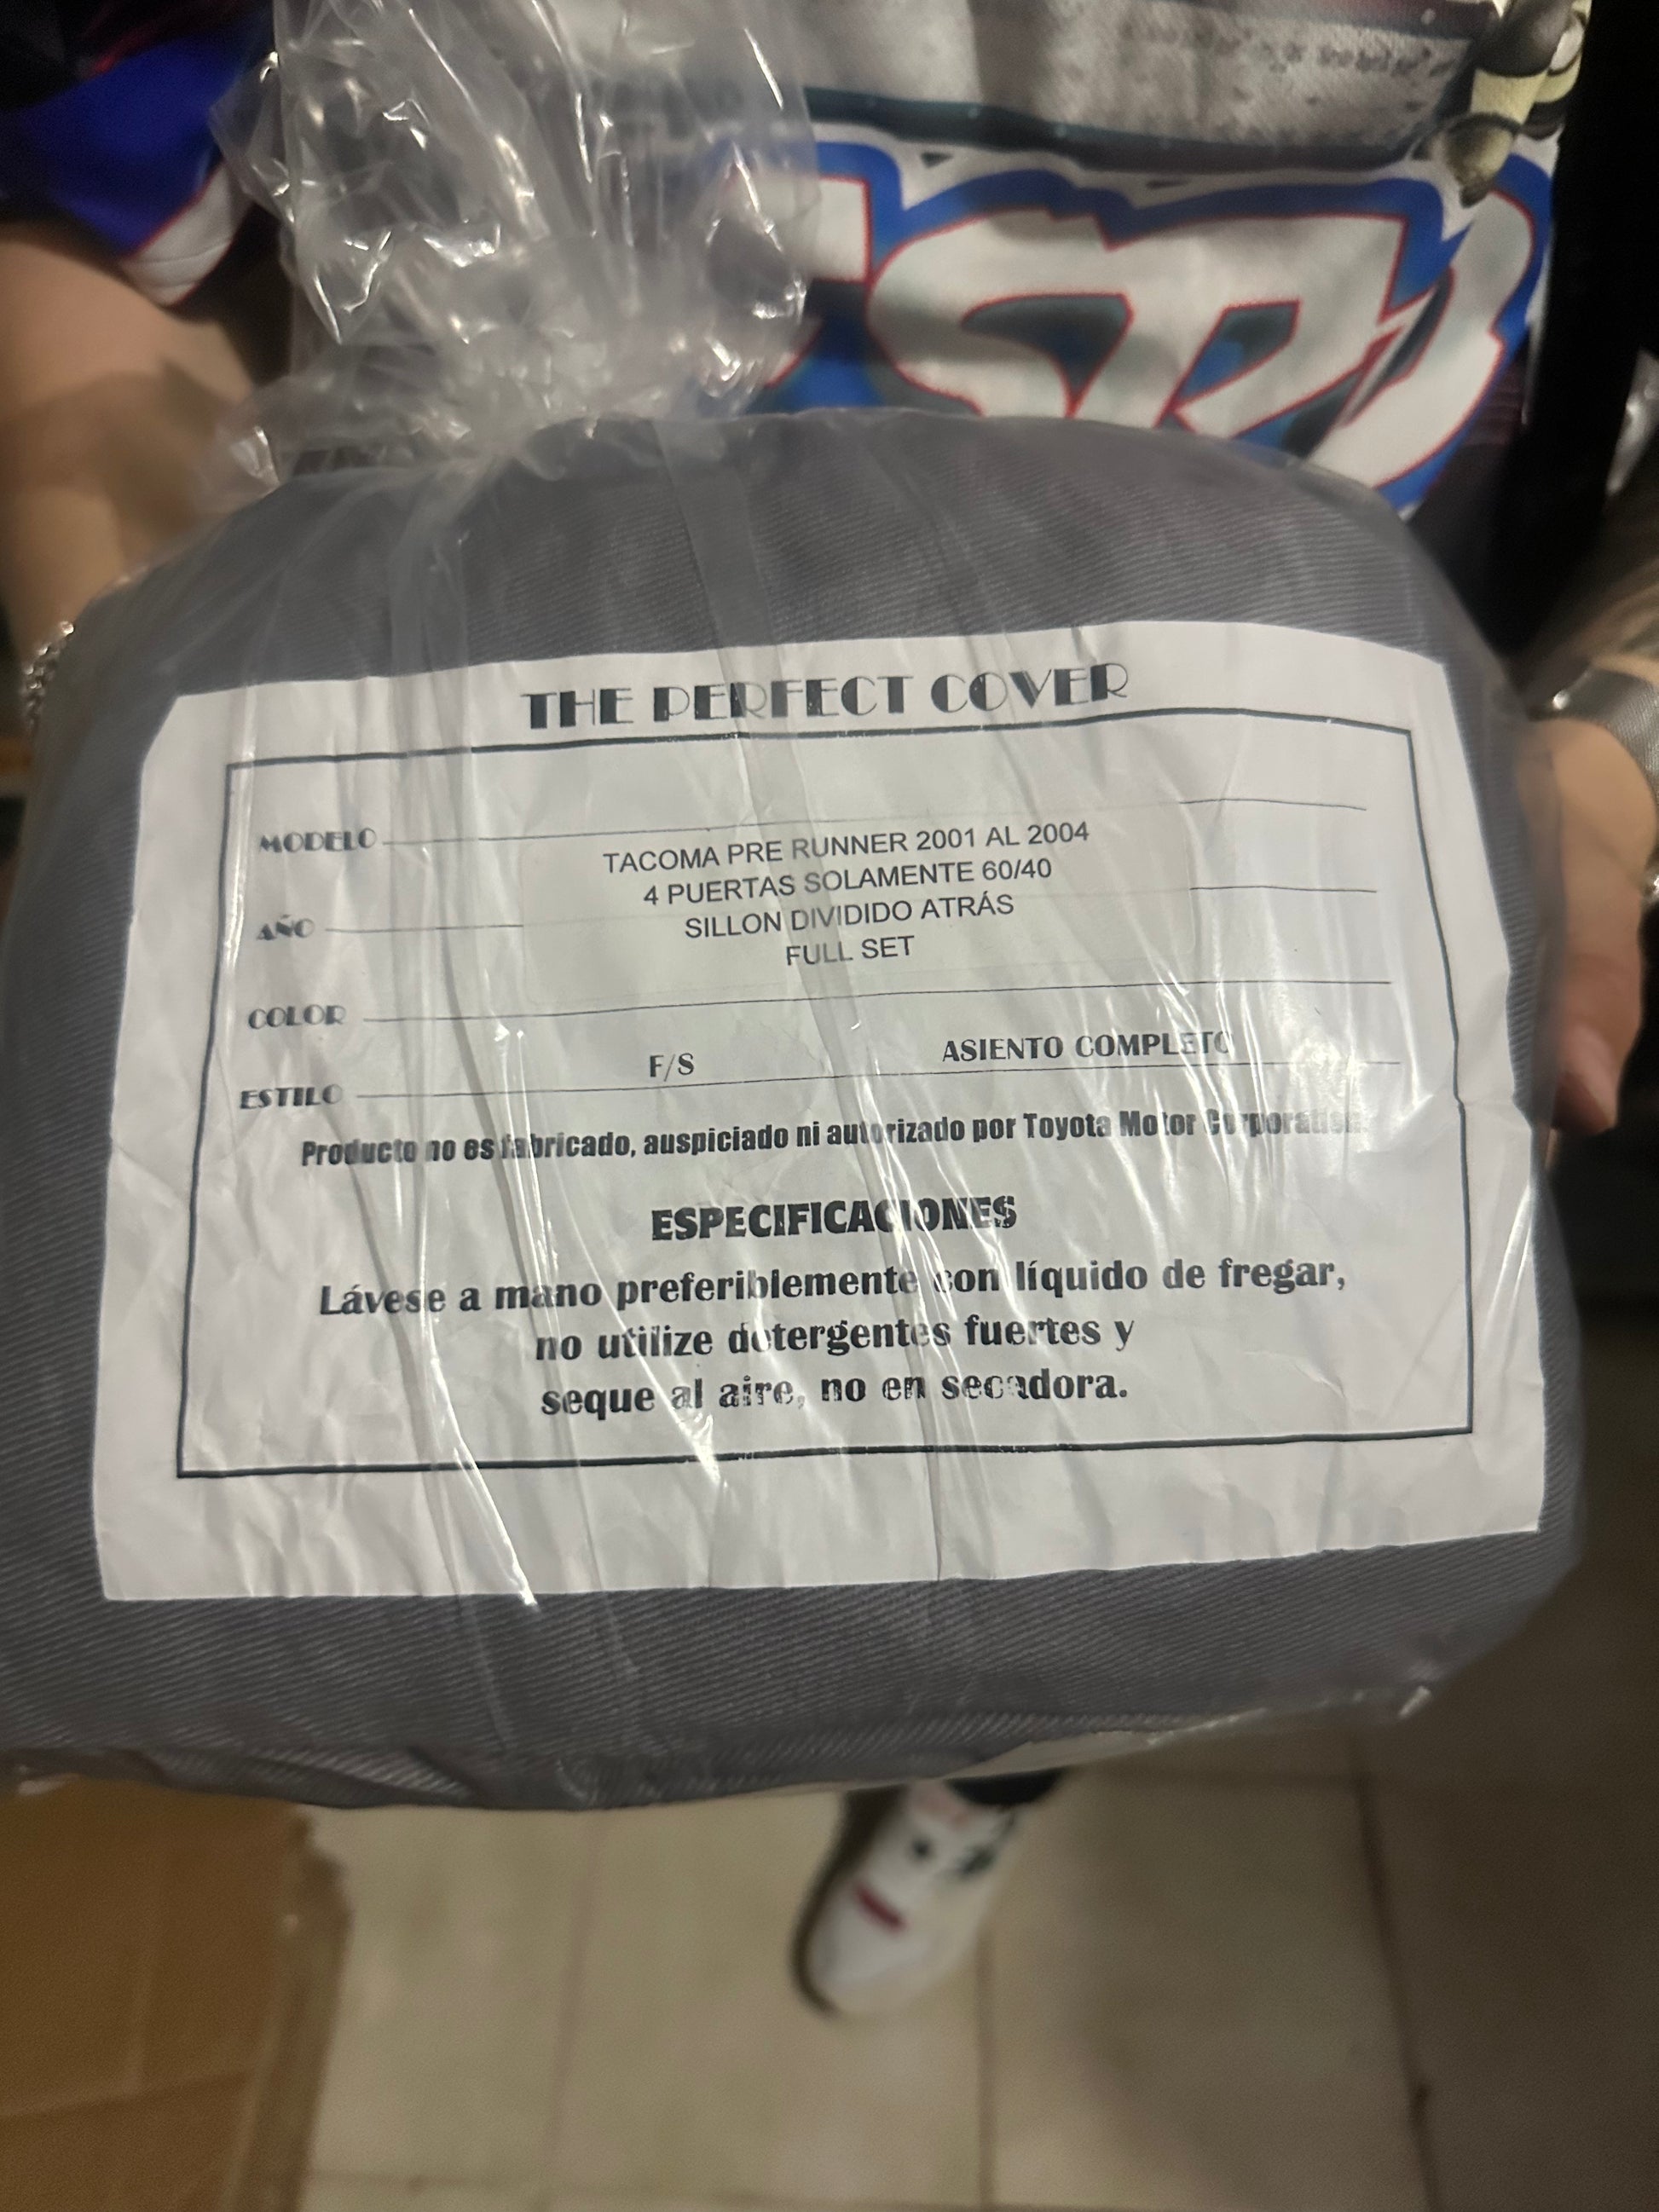 THE PERFECT COVER
MODELO
TACOMA PRE RUNNER 2001 AL 2004
4 PUERTAS SOLAMENTE 60/40
AÑO
SILLON DIVIDIDO ATRÁS
FULL SET
COLOR
ESTILO F/S ASIENTO COMPLETO
Producto no es fabricado, auspiciado ni autorizado por Toyota Motor Corporation.
ESPECIFICACIONES
Lávese a mano preferiblemente con líquido de fregar,
no utilize detergentes fuertes y
seque al aire, no en secadora.